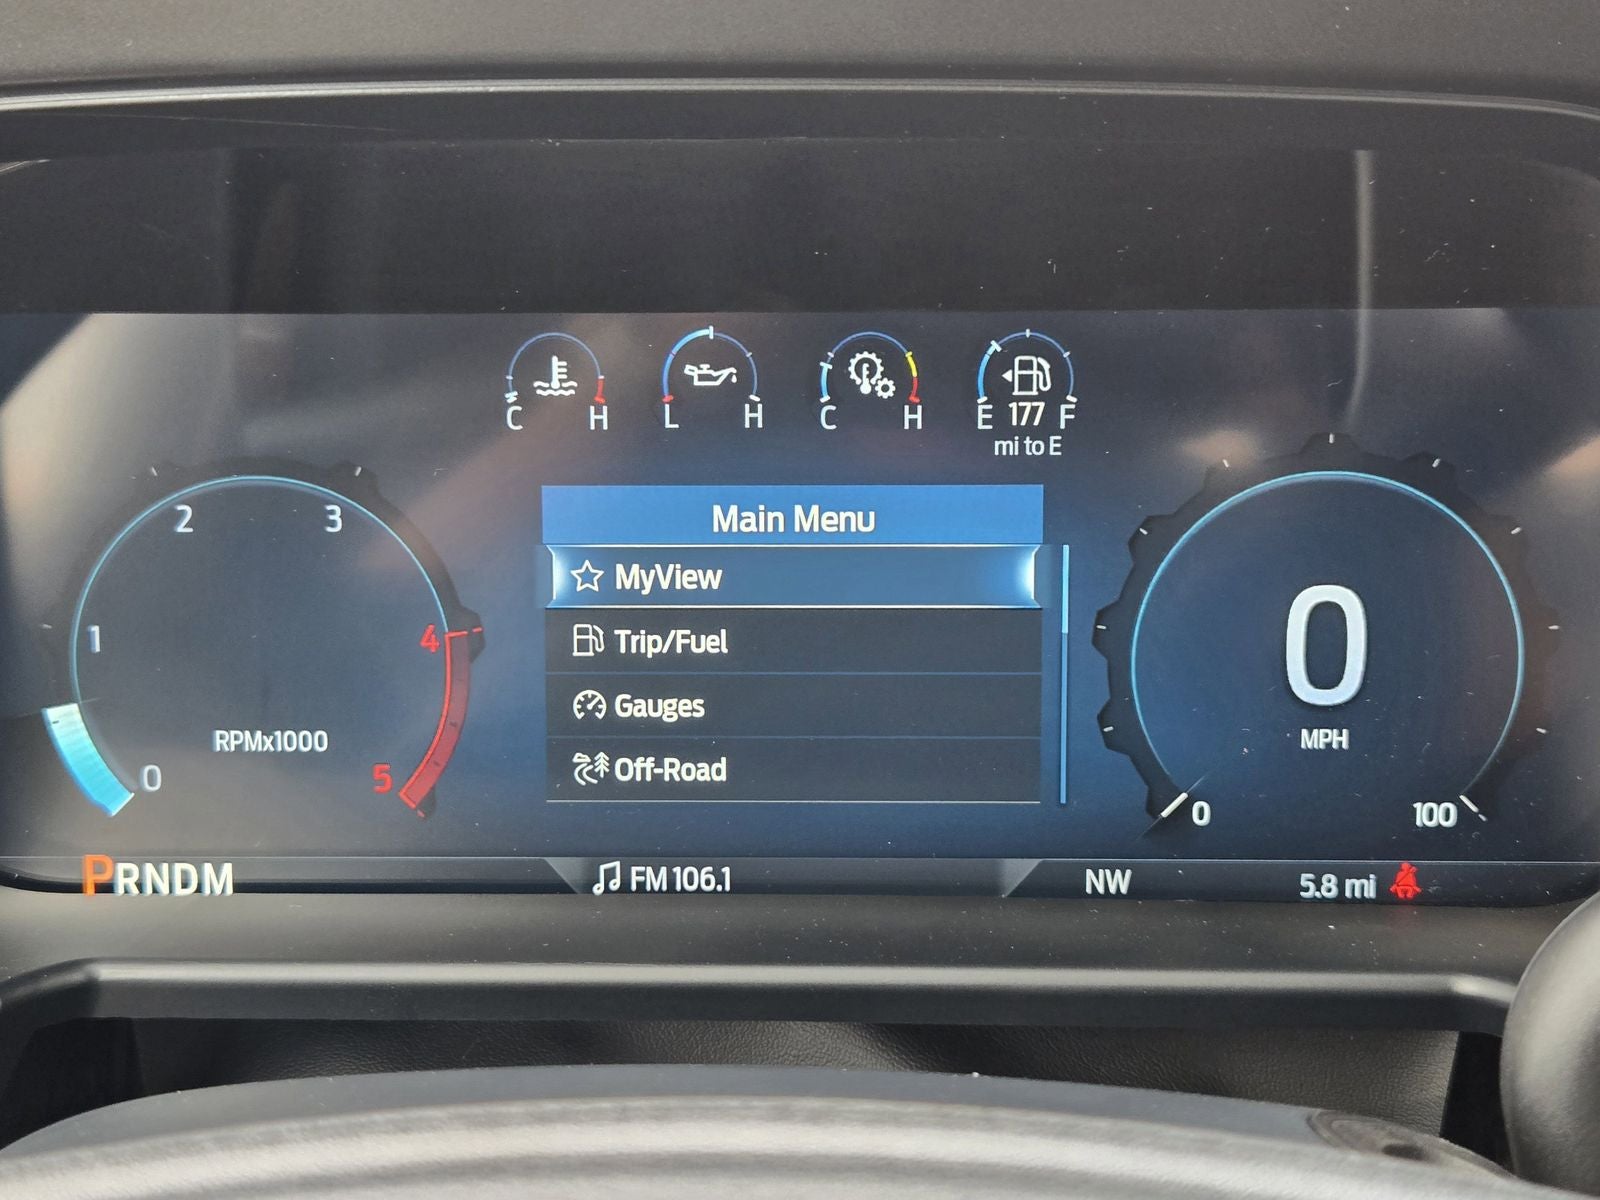 C H
L H
C H
E 177 F
mi to E
Main Menu
MyView
Trip/Fuel
Gauges
Off-Road
0
1
2
3
4
5
RPMx1000
0
MPH
0
100
PRNDM
FM 106.1
NW
5.8 mi